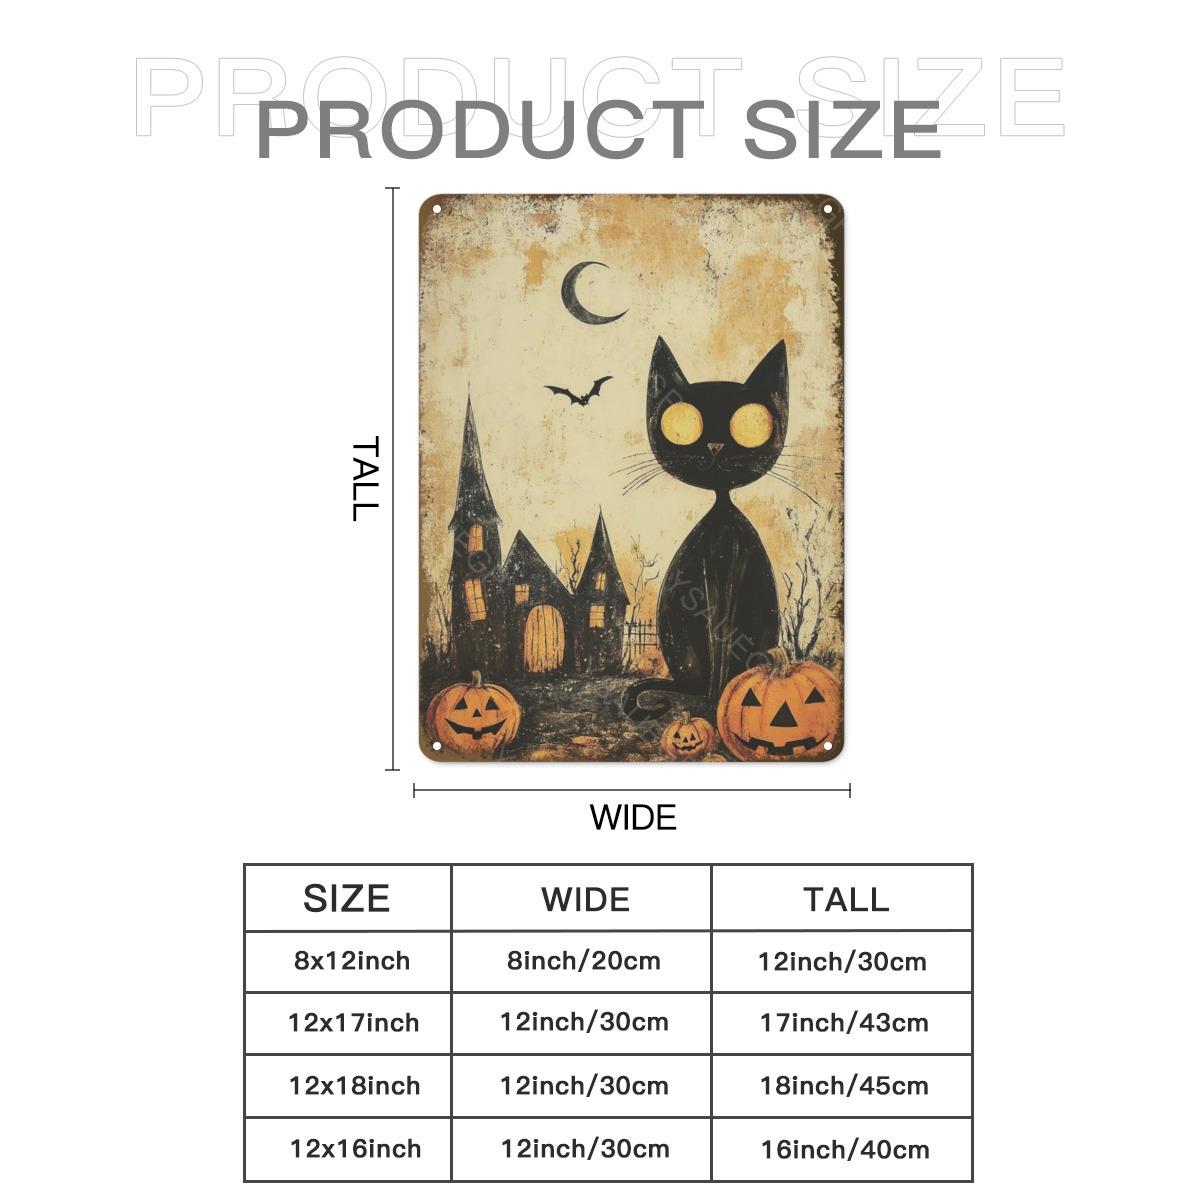 PRODUCT SIZE
PRODUCT SIZE
TALL
WIDE
SIZE WIDE TALL
8x12inch 8inch/20cm 12inch/30cm
12x17inch 12inch/30cm 17inch/43cm
12x18inch 12inch/30cm 18inch/45cm
12x16inch 12inch/30cm 16inch/40cm